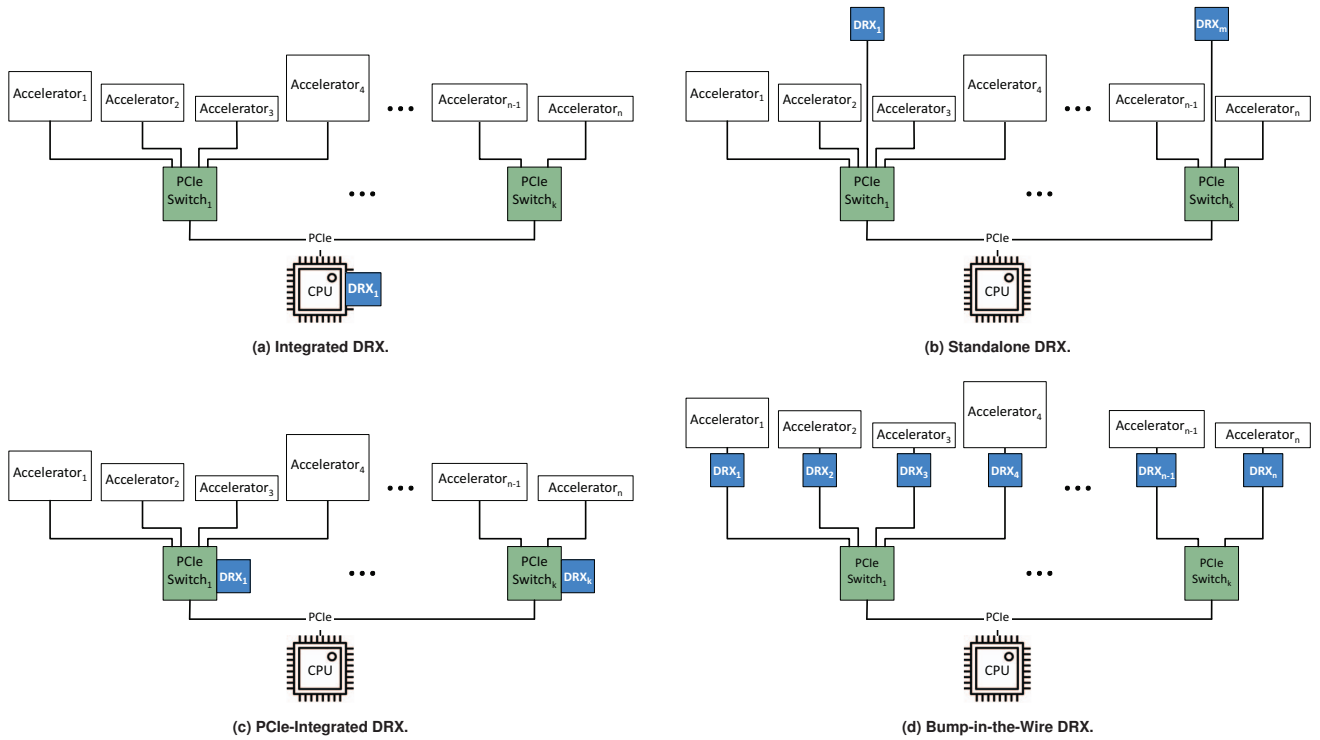 Accelerator1
Accelerator2
Accelerator3
Accelerator4
•••
Acceleratorn-1
Acceleratorn
PCIe
Switch1
•••
PCIe
Switchk
PCIe
CPU
DRX1
(a) Integrated DRX.
DRX1
DRXm
Accelerator1
Accelerator2
Accelerator3
Accelerator4
•••
Acceleratorn-1
Acceleratorn
PCIe
Switch1
•••
PCIe
Switchk
PCIe
CPU
(b) Standalone DRX.
Accelerator1
Accelerator2
Accelerator3
Accelerator4
•••
Acceleratorn-1
Acceleratorn
PCIe
Switch1
DRX1
•••
PCIe
Switchk
DRXk
PCIe
CPU
(c) PCIe-Integrated DRX.
Accelerator1
Accelerator2
Accelerator3
Accelerator4
Acceleratorn-1
Acceleratorn
DRX1
DRX2
DRX3
DRX4
•••
DRXn-1
DRXn
PCIe
Switch1
•••
PCIe
Switchk
PCIe
CPU
(d) Bump-in-the-Wire DRX.